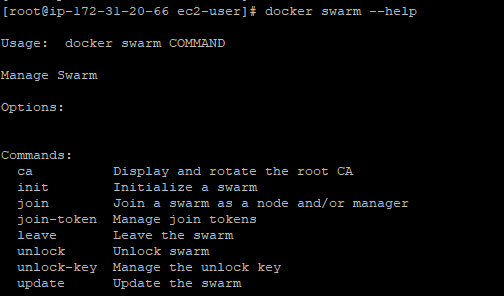 [root@ip-172-31-20-66 ec2-user]# docker swarm --help
Usage:  docker swarm COMMAND
Manage Swarm
Options:
Commands:
  ca          Display and rotate the root CA
  init        Initialize a swarm
  join        Join a swarm as a node and/or manager
  join-token  Manage join tokens
  leave       Leave the swarm
  unlock      Unlock swarm
  unlock-key  Manage the unlock key
  update      Update the swarm